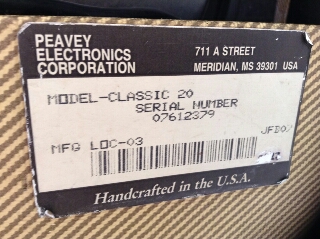 PEAVEY
ELECTRONICS
CORPORATION
711 A STREET
MERIDIAN, MS 39301 USA
MODEL-CLASSIC 20
SERIAL NUMBER
07612379
MFG LOC-03
Handcrafted in the U.S.A.